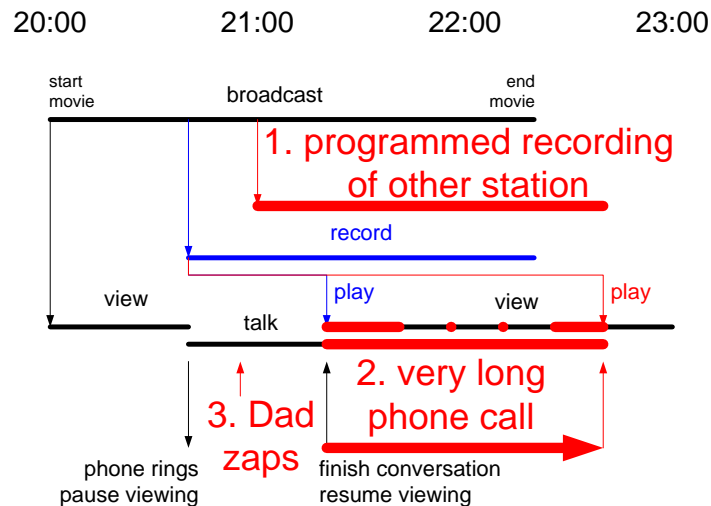 20:00 21:00 22:00 23:00
start
movie
broadcast
end
movie
1. programmed recording
of other station
record
play
play
view
view
talk
2. very long
phone call
3. Dad
zaps
phone rings
pause viewing
finish conversation
resume viewing